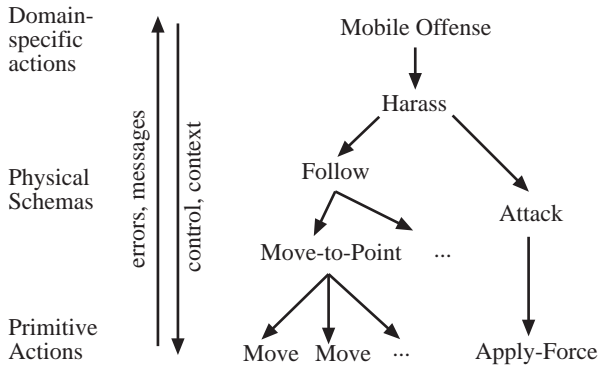 Domain-
specific
actions
Mobile Offense
Harass
errors, messages
control, context
Physical
Schemas
Follow
Attack
Move-to-Point
...
Primitive
Actions
Move
Move
...
Apply-Force